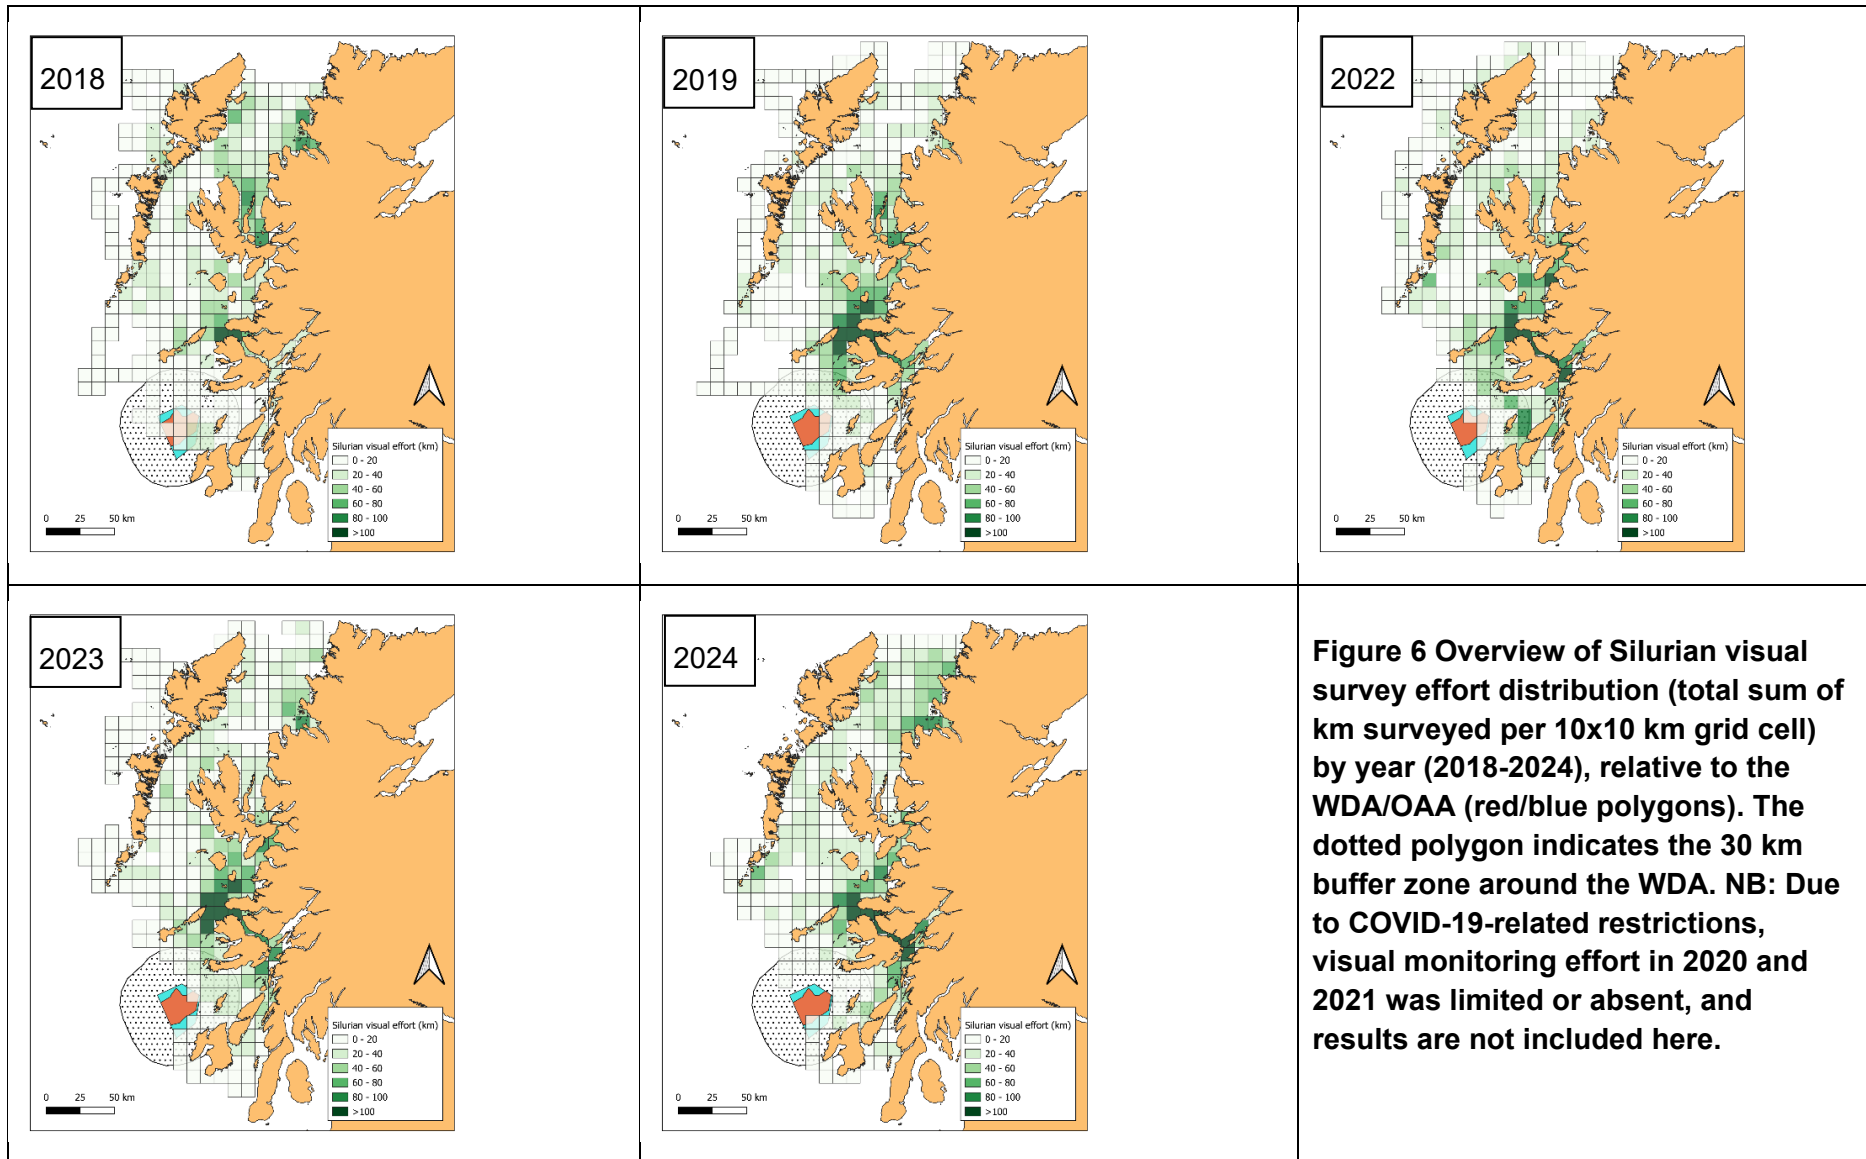 2018
Silurian visual effort (km)
0 - 20
20 - 40
40 - 60
60 - 80
80 - 100
>100
0 25 50 km
2019
Silurian visual effort (km)
0 - 20
20 - 40
40 - 60
60 - 80
80 - 100
>100
0 25 50 km
2022
Silurian visual effort (km)
0 - 20
20 - 40
40 - 60
60 - 80
80 - 100
>100
0 25 50 km
2023
Silurian visual effort (km)
0 - 20
20 - 40
40 - 60
60 - 80
80 - 100
>100
0 25 50 km
2024
Silurian visual effort (km)
0 - 20
20 - 40
40 - 60
60 - 80
80 - 100
>100
0 25 50 km
Figure 6 Overview of Silurian visual
survey effort distribution (total sum of
km surveyed per 10x10 km grid cell)
by year (2018-2024), relative to the
WDA/OAA (red/blue polygons). The
dotted polygon indicates the 30 km
buffer zone around the WDA. NB: Due
to COVID-19-related restrictions,
visual monitoring effort in 2020 and
2021 was limited or absent, and
results are not included here.